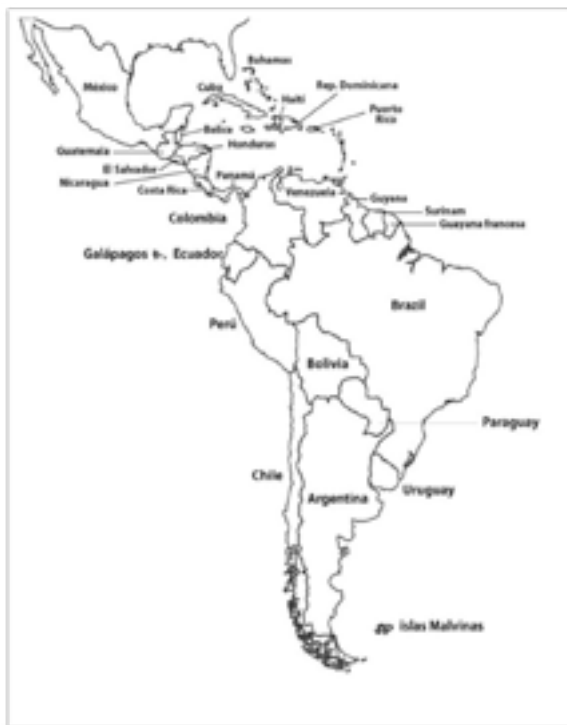 Bahamas
Rep. Dominicana
México
Cuba
Haití
Puerto
Rico
Belice
Guatemala
Honduras
El Salvador
Nicaragua
Panamá
Costa Rica
Venezuela
Guyana
Surinam
Colombia
Guayana francesa
Galápagos
Ecuador
Brazil
Perú
Bolivia
Paraguay
Chile
Argentina
Uruguay
islas Malvinas